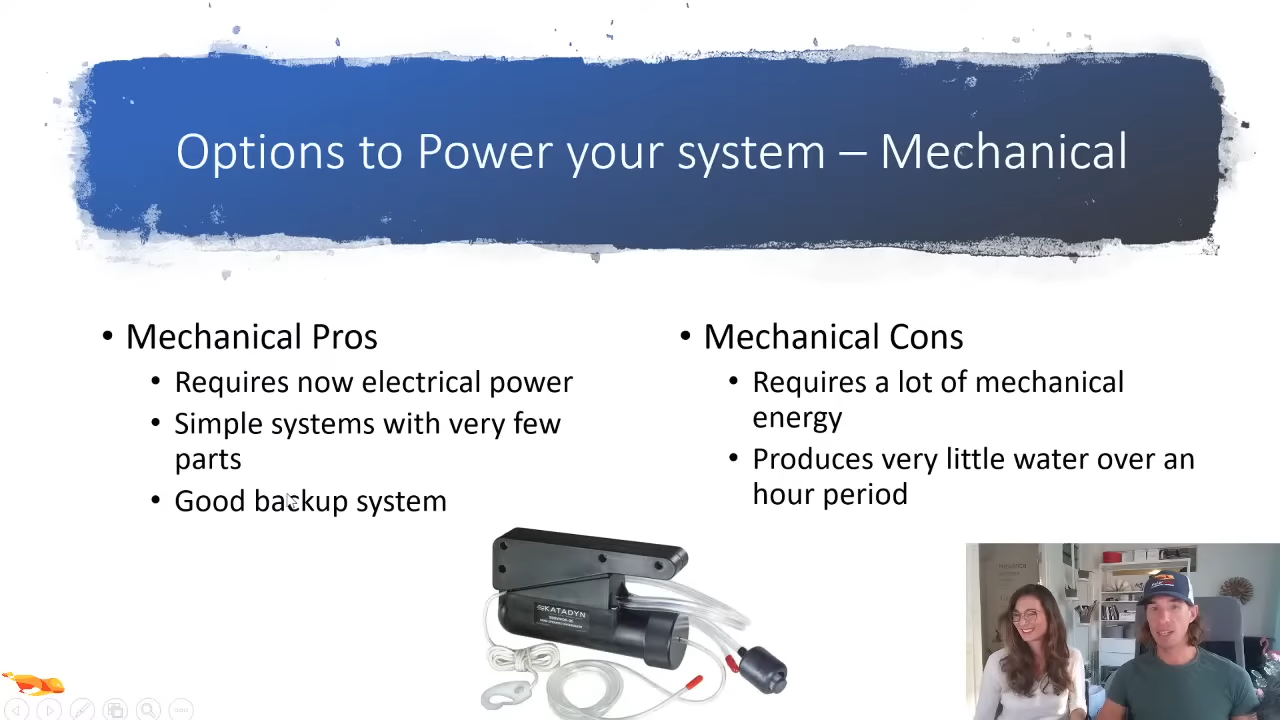 Options to Power your system – Mechanical
• Mechanical Pros
• Requires now electrical power
• Simple systems with very few
parts
• Good backup system
• Mechanical Cons
• Requires a lot of mechanical
energy
• Produces very little water over an
hour period
KATADYN